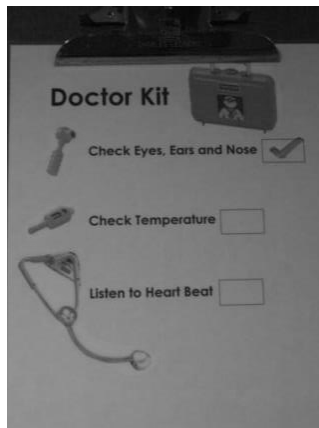 Doctor Kit
Check Eyes, Ears and Nose
Check Temperature
Listen to Heart Beat